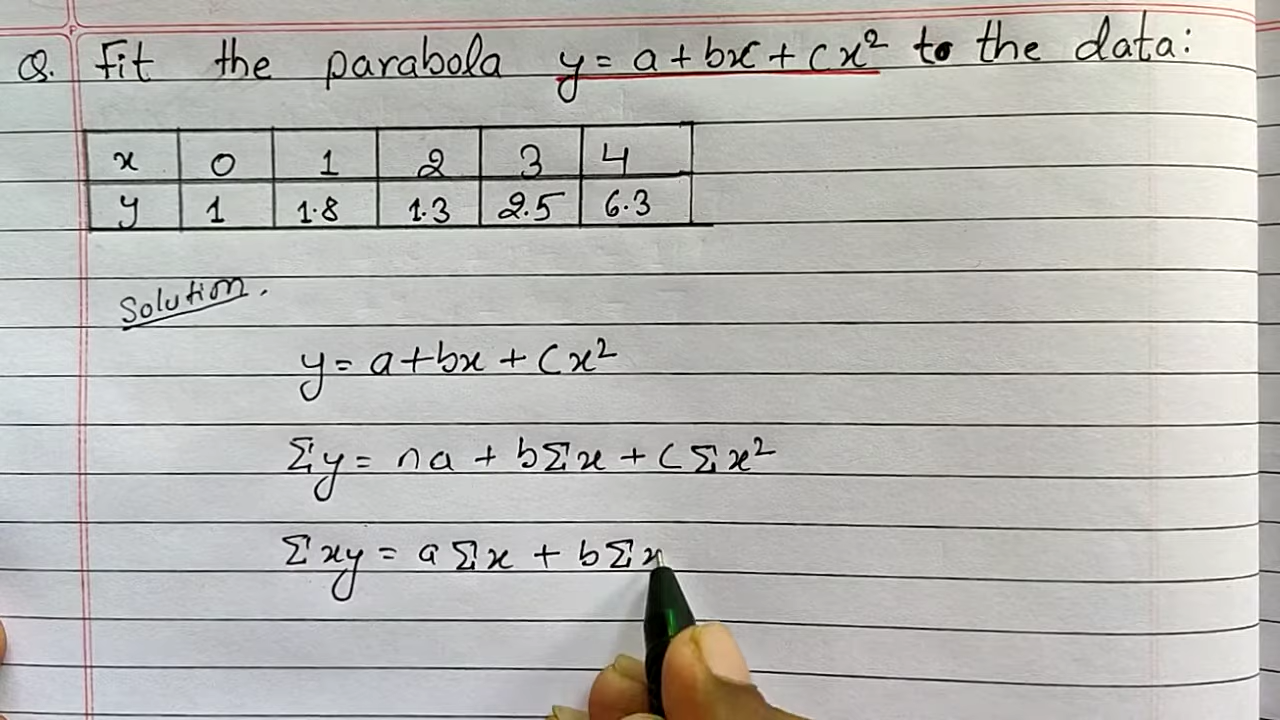 Q. Fit the parabola y = a + bx + cx² to the data:
x 0 1 2 3 4
y 1 1.8 1.3 2.5 6.3
Solution.
y = a + bx + cx²
Σy = na + bΣx + cΣx²
Σxy = aΣx + bΣx